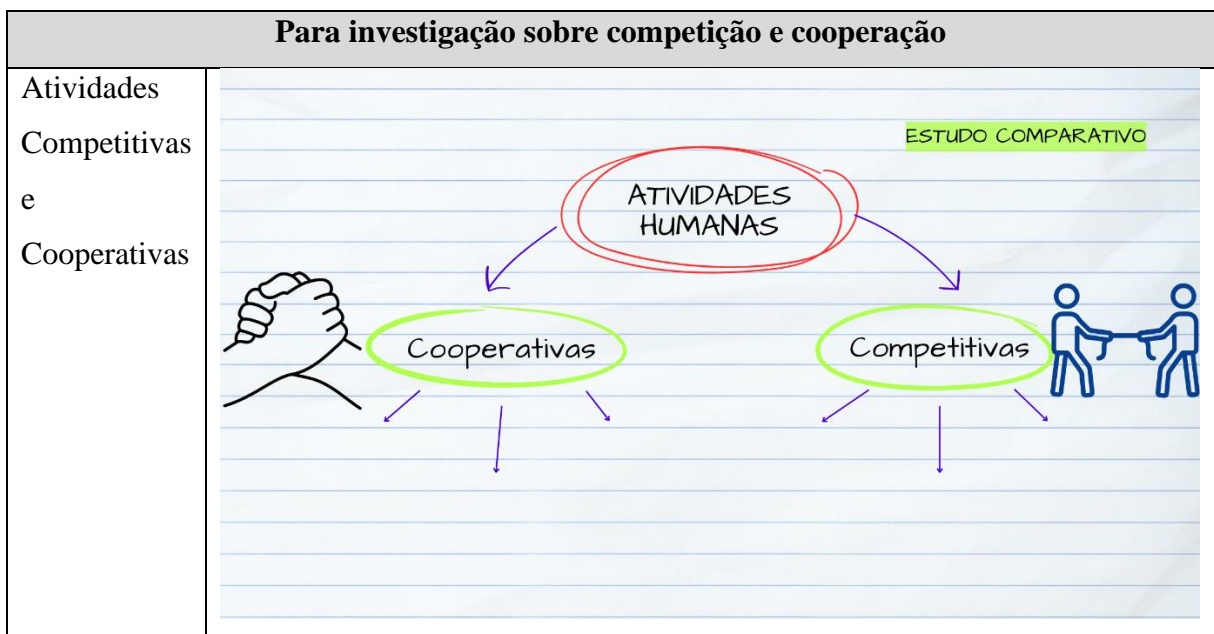 Para investigação sobre competição e cooperação
Atividades
Competitivas
e
Cooperativas
ESTUDO COMPARATIVO
ATIVIDADES
HUMANAS
Cooperativas
Competitivas